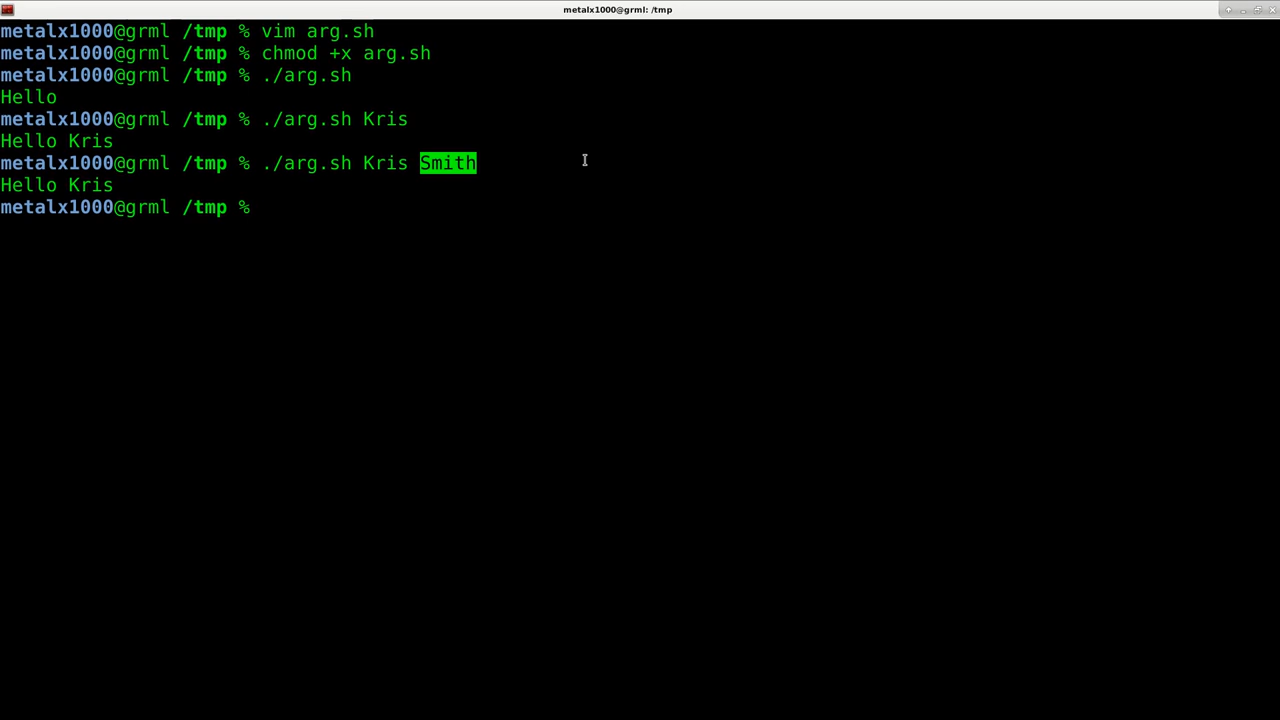 metalx1000@grml: /tmp
metalx1000@grml /tmp % vim arg.sh
metalx1000@grml /tmp % chmod +x arg.sh
metalx1000@grml /tmp % ./arg.sh
Hello
metalx1000@grml /tmp % ./arg.sh Kris
Hello Kris
metalx1000@grml /tmp % ./arg.sh Kris Smith
Hello Kris
metalx1000@grml /tmp %